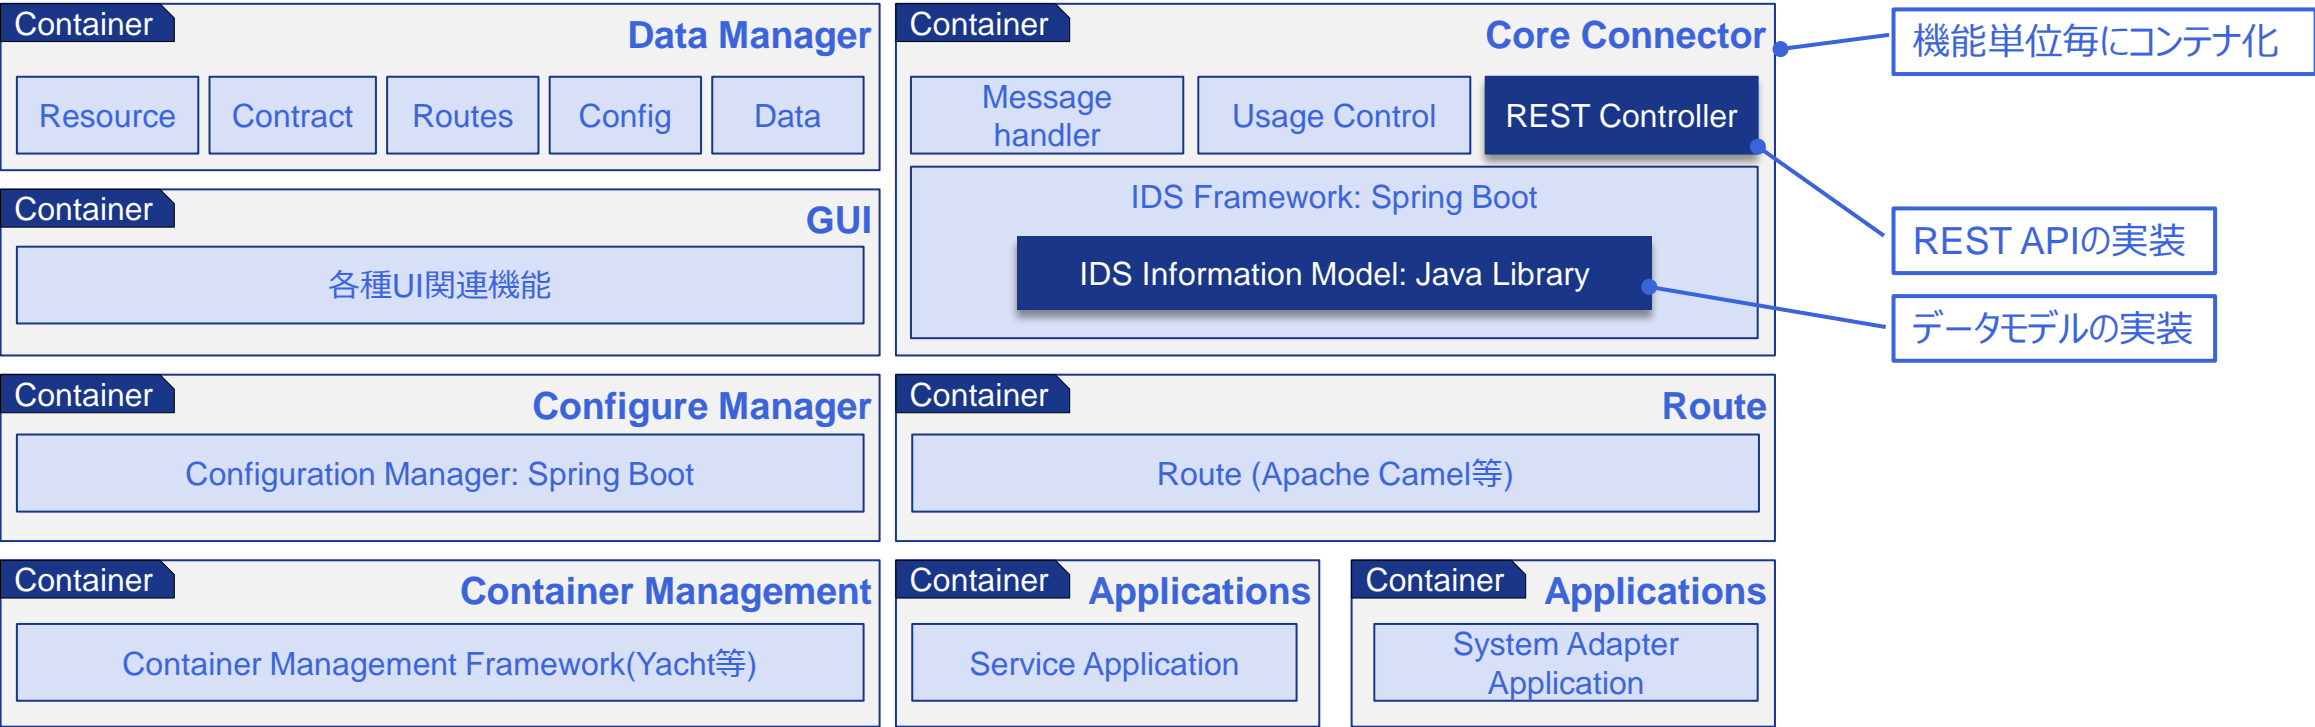 Container
Data Manager
Resource
Contract
Routes
Config
Data
Container
GUI
各種UI関連機能
Container
Configure Manager
Configuration Manager: Spring Boot
Container
Container Management
Container Management Framework(Yacht等)
Container
Core Connector
Message
handler
Usage Control
REST Controller
IDS Framework: Spring Boot
IDS Information Model: Java Library
Container
Route
Route (Apache Camel等)
Container
Applications
Service Application
Container
Applications
System Adapter
Application
機能単位毎にコンテナ化
REST APIの実装
データモデルの実装